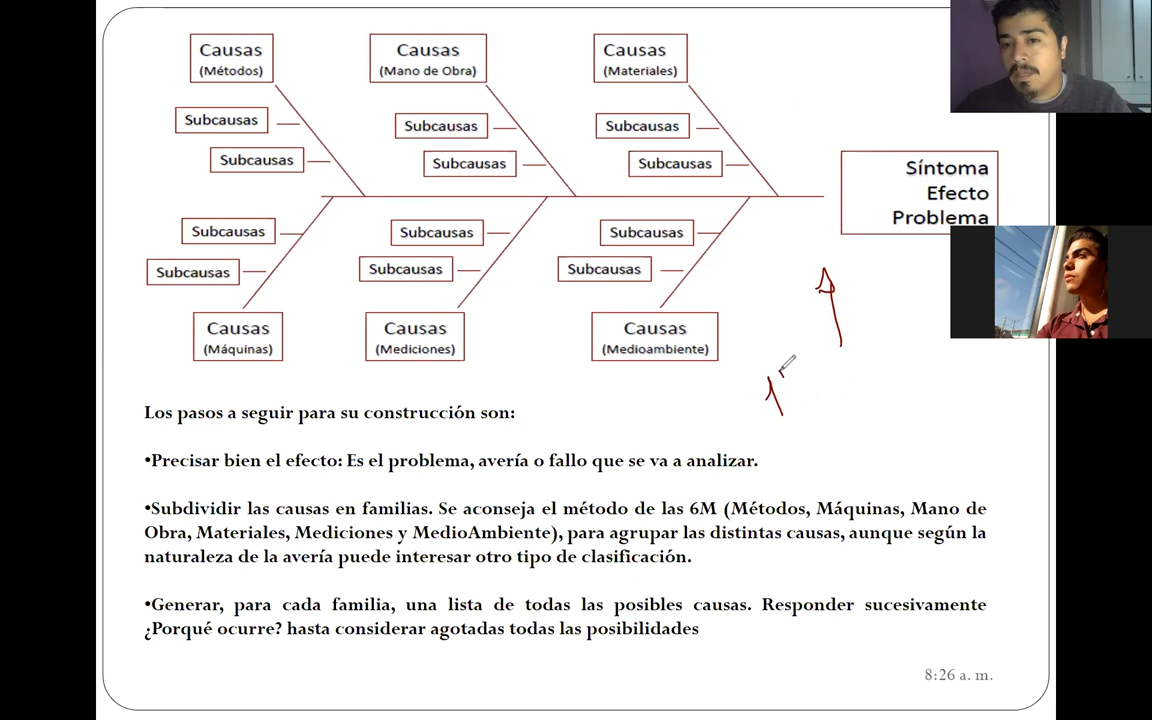 Causas
(Métodos)
Causas
(Mano de Obra)
Causas
(Materiales)
Subcausas
Subcausas
Subcausas
Subcausas
Subcausas
Subcausas
Síntoma
Efecto
Problema
Subcausas
Subcausas
Subcausas
Subcausas
Subcausas
Subcausas
Causas
(Máquinas)
Causas
(Mediciones)
Causas
(Medioambiente)
Los pasos a seguir para su construcción son:
•Precisar bien el efecto: Es el problema, avería o fallo que se va a analizar.
•Subdividir las causas en familias. Se aconseja el método de las 6M (Métodos, Máquinas, Mano de
Obra, Materiales, Mediciones y MedioAmbiente), para agrupar las distintas causas, aunque según la
naturaleza de la avería puede interesar otro tipo de clasificación.
•Generar, para cada familia, una lista de todas las posibles causas. Responder sucesivamente
¿Porqué ocurre? hasta considerar agotadas todas las posibilidades
8:26 a. m.